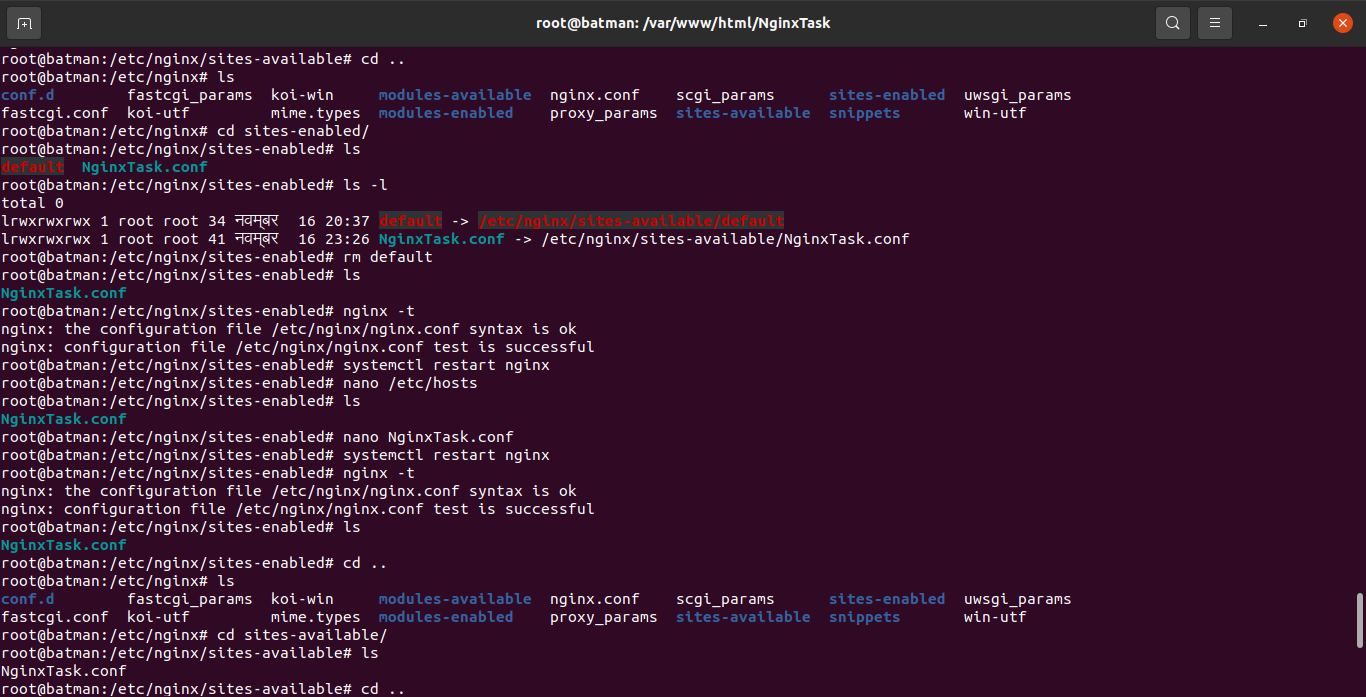 root@batman: /var/www/html/NginxTask
root@batman:/etc/nginx/sites-available# cd ..
root@batman:/etc/nginx# ls
conf.d        fastcgi_params  koi-win     modules-available  nginx.conf    scgi_params      sites-enabled  uwsgi_params
fastcgi.conf  koi-utf         mime.types  modules-enabled    proxy_params  sites-available  snippets       win-utf
root@batman:/etc/nginx# cd sites-enabled/
root@batman:/etc/nginx/sites-enabled# ls
default  NginxTask.conf
root@batman:/etc/nginx/sites-enabled# ls -l
total 0
lrwxrwxrwx 1 root root 34 नवम्बर  16 20:37 default -> /etc/nginx/sites-available/default
lrwxrwxrwx 1 root root 41 नवम्बर  16 23:26 NginxTask.conf -> /etc/nginx/sites-available/NginxTask.conf
root@batman:/etc/nginx/sites-enabled# rm default
root@batman:/etc/nginx/sites-enabled# ls
NginxTask.conf
root@batman:/etc/nginx/sites-enabled# nginx -t
nginx: the configuration file /etc/nginx/nginx.conf syntax is ok
nginx: configuration file /etc/nginx/nginx.conf test is successful
root@batman:/etc/nginx/sites-enabled# systemctl restart nginx
root@batman:/etc/nginx/sites-enabled# nano /etc/hosts
root@batman:/etc/nginx/sites-enabled# ls
NginxTask.conf
root@batman:/etc/nginx/sites-enabled# nano NginxTask.conf
root@batman:/etc/nginx/sites-enabled# systemctl restart nginx
root@batman:/etc/nginx/sites-enabled# nginx -t
nginx: the configuration file /etc/nginx/nginx.conf syntax is ok
nginx: configuration file /etc/nginx/nginx.conf test is successful
root@batman:/etc/nginx/sites-enabled# ls
NginxTask.conf
root@batman:/etc/nginx/sites-enabled# cd ..
root@batman:/etc/nginx# ls
conf.d        fastcgi_params  koi-win     modules-available  nginx.conf    scgi_params      sites-enabled  uwsgi_params
fastcgi.conf  koi-utf         mime.types  modules-enabled    proxy_params  sites-available  snippets       win-utf
root@batman:/etc/nginx# cd sites-available/
root@batman:/etc/nginx/sites-available# ls
NginxTask.conf
root@batman:/etc/nginx/sites-available# cd ..